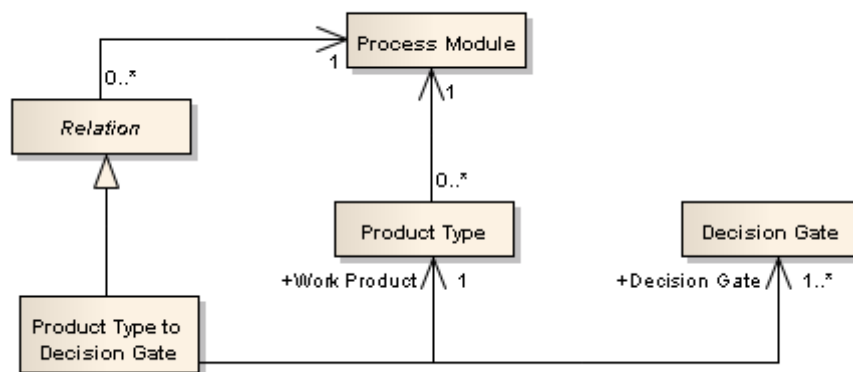 Process Module
1
0..*
Relation
1
0..*
Product Type
Decision Gate
+Work Product
1
+Decision Gate
1..*
Product Type to
Decision Gate